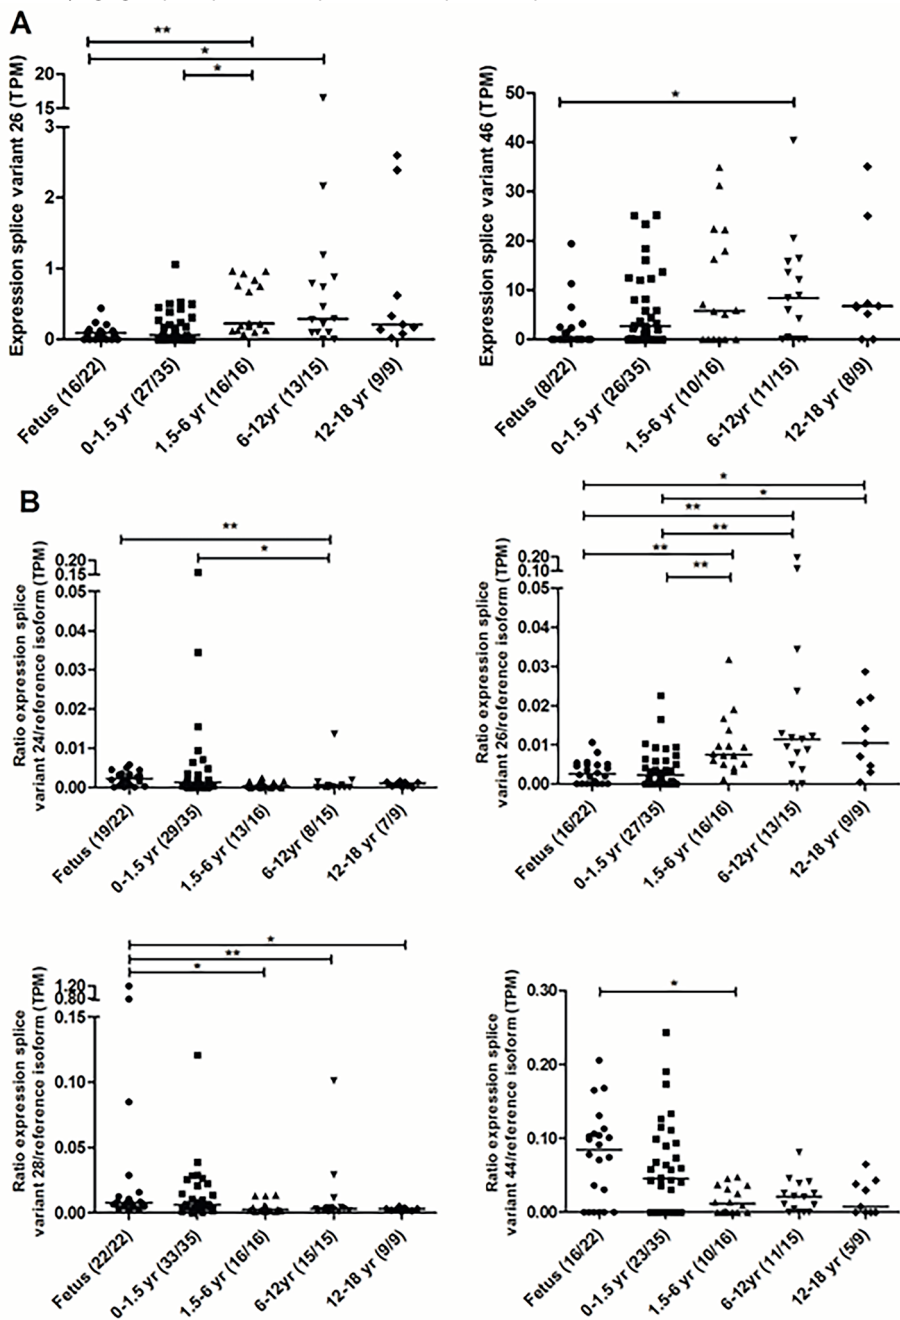 A
**
*
*
20
15
3
2
1
0
Expression splice variant 26 (TPM)
Fetus (16/22)
0-1.5 yr (27/35)
1.5-6 yr (16/16)
6-12yr (13/15)
12-18 yr (9/9)
*
50
40
30
20
10
0
Expression splice variant 46 (TPM)
Fetus (8/22)
0-1.5 yr (26/35)
1.5-6 yr (10/16)
6-12yr (11/15)
12-18 yr (8/9)
B
**
*
0.20
0.15
0.05
0.04
0.03
0.02
0.01
0.00
Ratio expression splice
variant 24/reference isoform (TPM)
Fetus (19/22)
0-1.5 yr (29/35)
1.5-6 yr (13/16)
6-12yr (8/15)
12-18 yr (7/9)
*
*
**
**
**
**
0.20
0.10
0.05
0.04
0.03
0.02
0.01
0.00
Ratio expression splice
variant 26/reference isoform (TPM)
Fetus (16/22)
0-1.5 yr (27/35)
1.5-6 yr (16/16)
6-12yr (13/15)
12-18 yr (9/9)
*
**
*
1.20
0.80
0.15
0.10
0.05
0.00
Ratio expression splice
variant 28/reference isoform (TPM)
Fetus (22/22)
0-1.5 yr (33/35)
1.5-6 yr (16/16)
6-12yr (15/15)
12-18 yr (9/9)
*
0.30
0.20
0.10
0.00
Ratio expression splice
variant 44/reference isoform (TPM)
Fetus (16/22)
0-1.5 yr (23/35)
1.5-6 yr (10/16)
6-12yr (11/15)
12-18 yr (5/9)